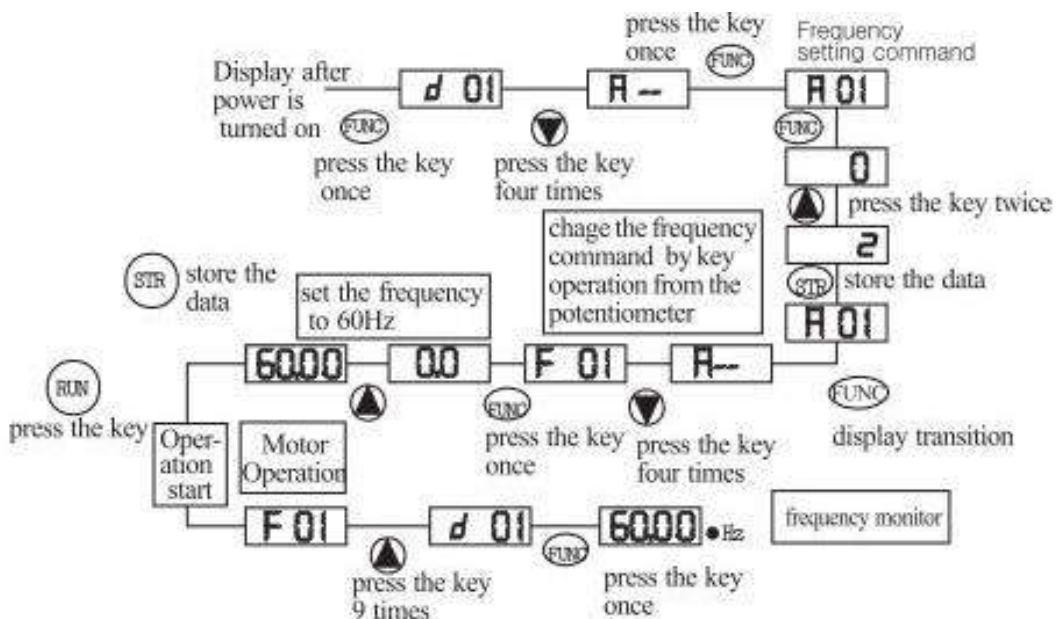 press the key
once
FUNC
Frequency
setting command
Display after
power is
turned on
d 01
A --
A 01
FUNC
press the key
once
press the key
four times
FUNC
0
press the key twice
2
STR
store the data
A 01
chage the frequency
command by key
operation from the
potentiometer
STR
store the
data
set the frequency
to 60Hz
60.00
0.0
F 01
A--
FUNC
display transition
RUN
press the key
FUNC
press the key
once
press the key
four times
Oper-
ation
start
Motor
Operation
F 01
d 01
FUNC
60.00
Hz
frequency monitor
press the key
9 times
press the key
once